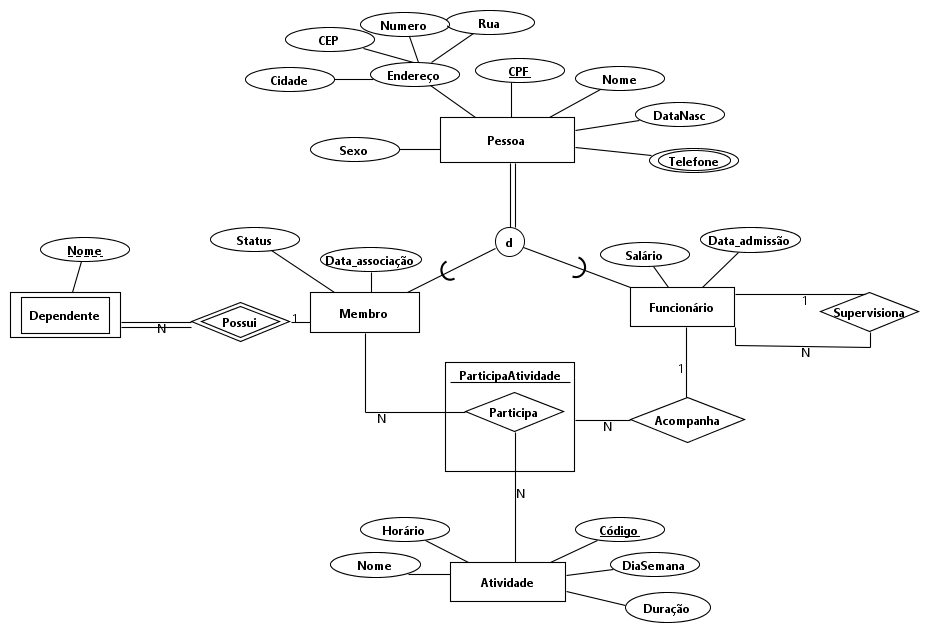 Numero
Rua
CEP
Endereço
Cidade
CPF
Nome
DataNasc
Pessoa
Sexo
Telefone
d
Status
Data_associação
Nome
Salário
Data_admissão
Dependente
N
Possui
1
Membro
Funcionário
1
Supervisiona
N
ParticipaAtividade
1
Participa
N
N
Acompanha
N
Horário
Código
Nome
DiaSemana
Atividade
Duração